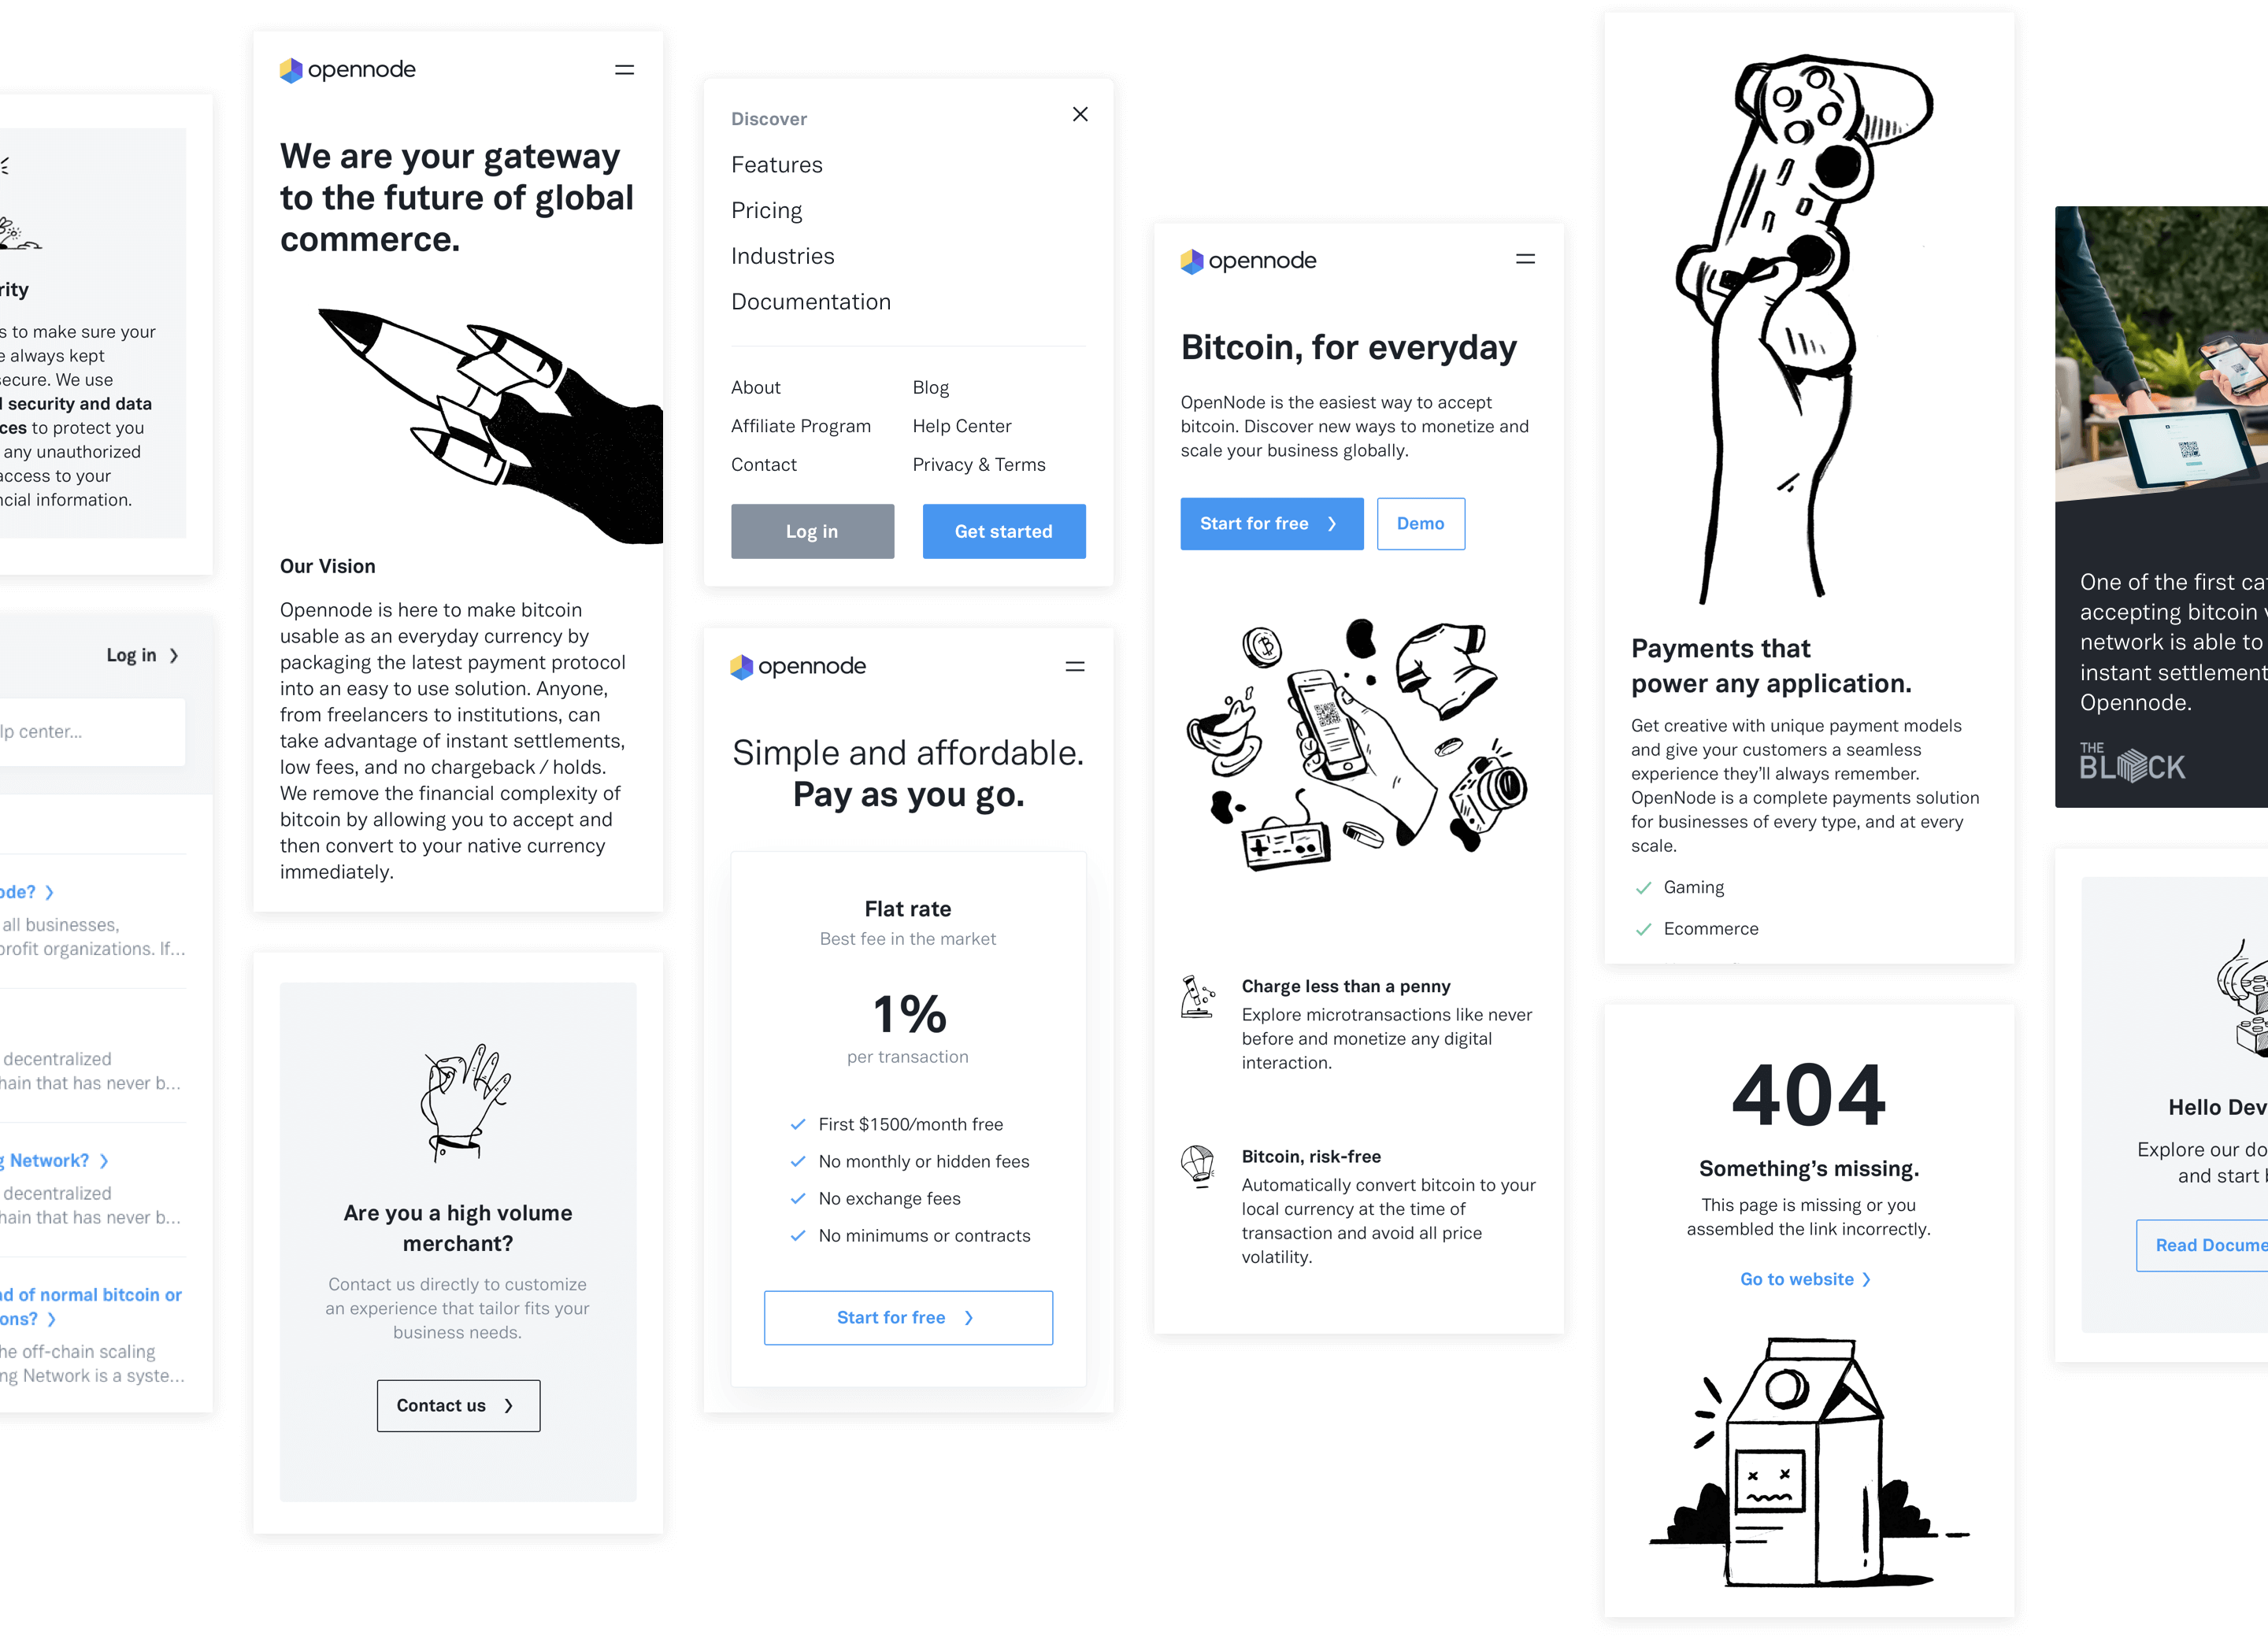 rity
s to make sure your
e always kept
secure. We use
l security and data
ces to protect you
any unauthorized
access to your
ncial information.
Log in
lp center...
ode?
all businesses,
profit organizations. If...
decentralized
hain that has never b...
g Network?
decentralized
hain that has never b...
nd of normal bitcoin or
ons?
he off-chain scaling
ng Network is a syste...
opennode
We are your gateway
to the future of global
commerce.
Our Vision
Opennode is here to make bitcoin
usable as an everyday currency by
packaging the latest payment protocol
into an easy to use solution. Anyone,
from freelancers to institutions, can
take advantage of instant settlements,
low fees, and no chargeback / holds.
We remove the financial complexity of
bitcoin by allowing you to accept and
then convert to your native currency
immediately.
Are you a high volume
merchant?
Contact us directly to customize
an experience that tailor fits your
business needs.
Contact us
Discover
Features
Pricing
Industries
Documentation
About
Blog
Affiliate Program
Help Center
Contact
Privacy & Terms
Log in
Get started
opennode
Simple and affordable.
Pay as you go.
Flat rate
Best fee in the market
1%
per transaction
First $1500/month free
No monthly or hidden fees
No exchange fees
No minimums or contracts
Start for free
opennode
Bitcoin, for everyday
OpenNode is the easiest way to accept
bitcoin. Discover new ways to monetize and
scale your business globally.
Start for free
Demo
Charge less than a penny
Explore microtransactions like never
before and monetize any digital
interaction.
Bitcoin, risk-free
Automatically convert bitcoin to your
local currency at the time of
transaction and avoid all price
volatility.
Payments that
power any application.
Get creative with unique payment models
and give your customers a seamless
experience they'll always remember.
OpenNode is a complete payments solution
for businesses of every type, and at every
scale.
Gaming
Ecommerce
404
Something's missing.
This page is missing or you
assembled the link incorrectly.
Go to website
One of the first ca
accepting bitcoin v
network is able to
instant settlement
Opennode.
THE
BLOCK
Hello Dev
Explore our do
and start b
Read Docume